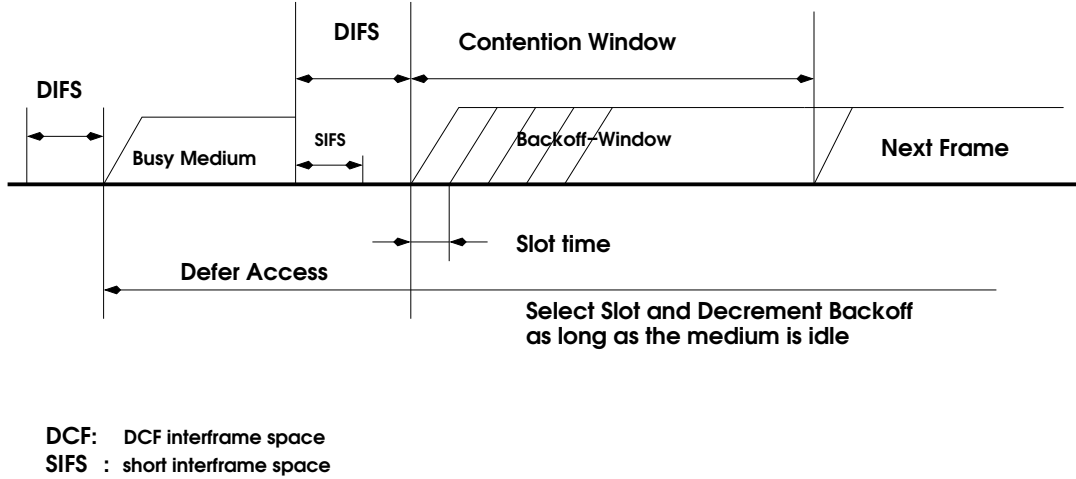 DIFS
Contention Window
DIFS
SIFS
Busy Medium
Backoff-Window
Next Frame
Slot time
Defer Access
Select Slot and Decrement Backoff
as long as the medium is idle
DCF: DCF interframe space
SIFS : short interframe space